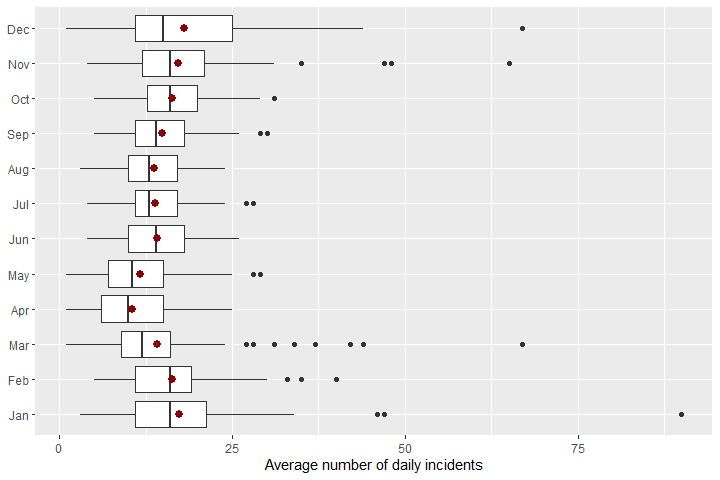 Dec
Nov
Oct
Sep
Aug
Jul
Jun
May
Apr
Mar
Feb
Jan
0 25 50 75
Average number of daily incidents